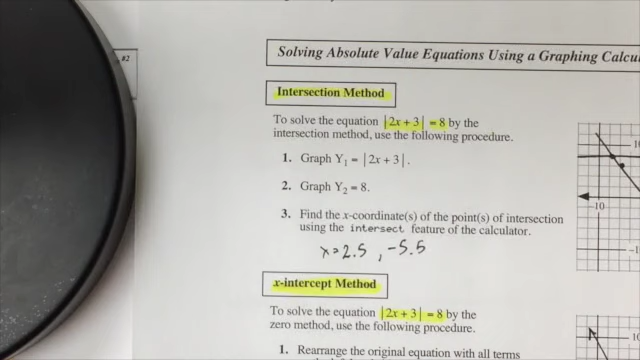 #2
Solving Absolute Value Equations Using a Graphing
Intersection Method
To solve the equation |2x + 3| = 8 by the
intersection method, use the following procedure.
1. Graph Y₁ = |2x + 3|.
2. Graph Y₂ = 8.
3. Find the x-coordinate(s) of the point(s) of intersection
using the intersect feature of the calculator.
x = 2.5 , -5.5
x-intercept Method
To solve the equation |2x + 3| = 8 by the
zero method, use the following procedure.
1. Rearrange the original equation with all terms
10
-10